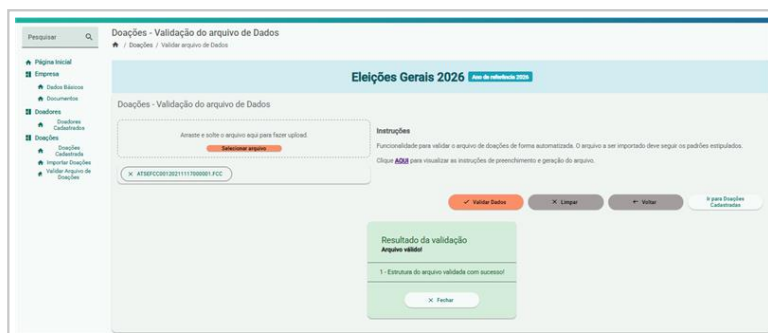 Pesquisar
Página Inicial
Empresa
Dados Básicos
Documentos
Doadores
Doadores
Cadastrados
Doações
Doações
Cadastrada
Importar Doações
Validar Arquivo de
Doações
Doações - Validação do arquivo de Dados
/ Doações / Validar arquivo de Dados
Eleições Gerais 2026 Ano de referência 2026
Doações - Validação do arquivo de Dados
Arraste e solte o arquivo aqui para fazer upload.
Selecionar arquivo
Instruções
Funcionalidade para validar o arquivo de doações de forma automatizada. O arquivo a ser importado deve seguir os padrões estipulados.
Clique AQUI para visualizar as instruções de preenchimento e geração do arquivo.
Validar Dados
Limpar
Voltar
Ir para Doações
Cadastradas
Resultado da validação
Arquivo válido!
1 - Estrutura do arquivo validada com sucesso!
Fechar